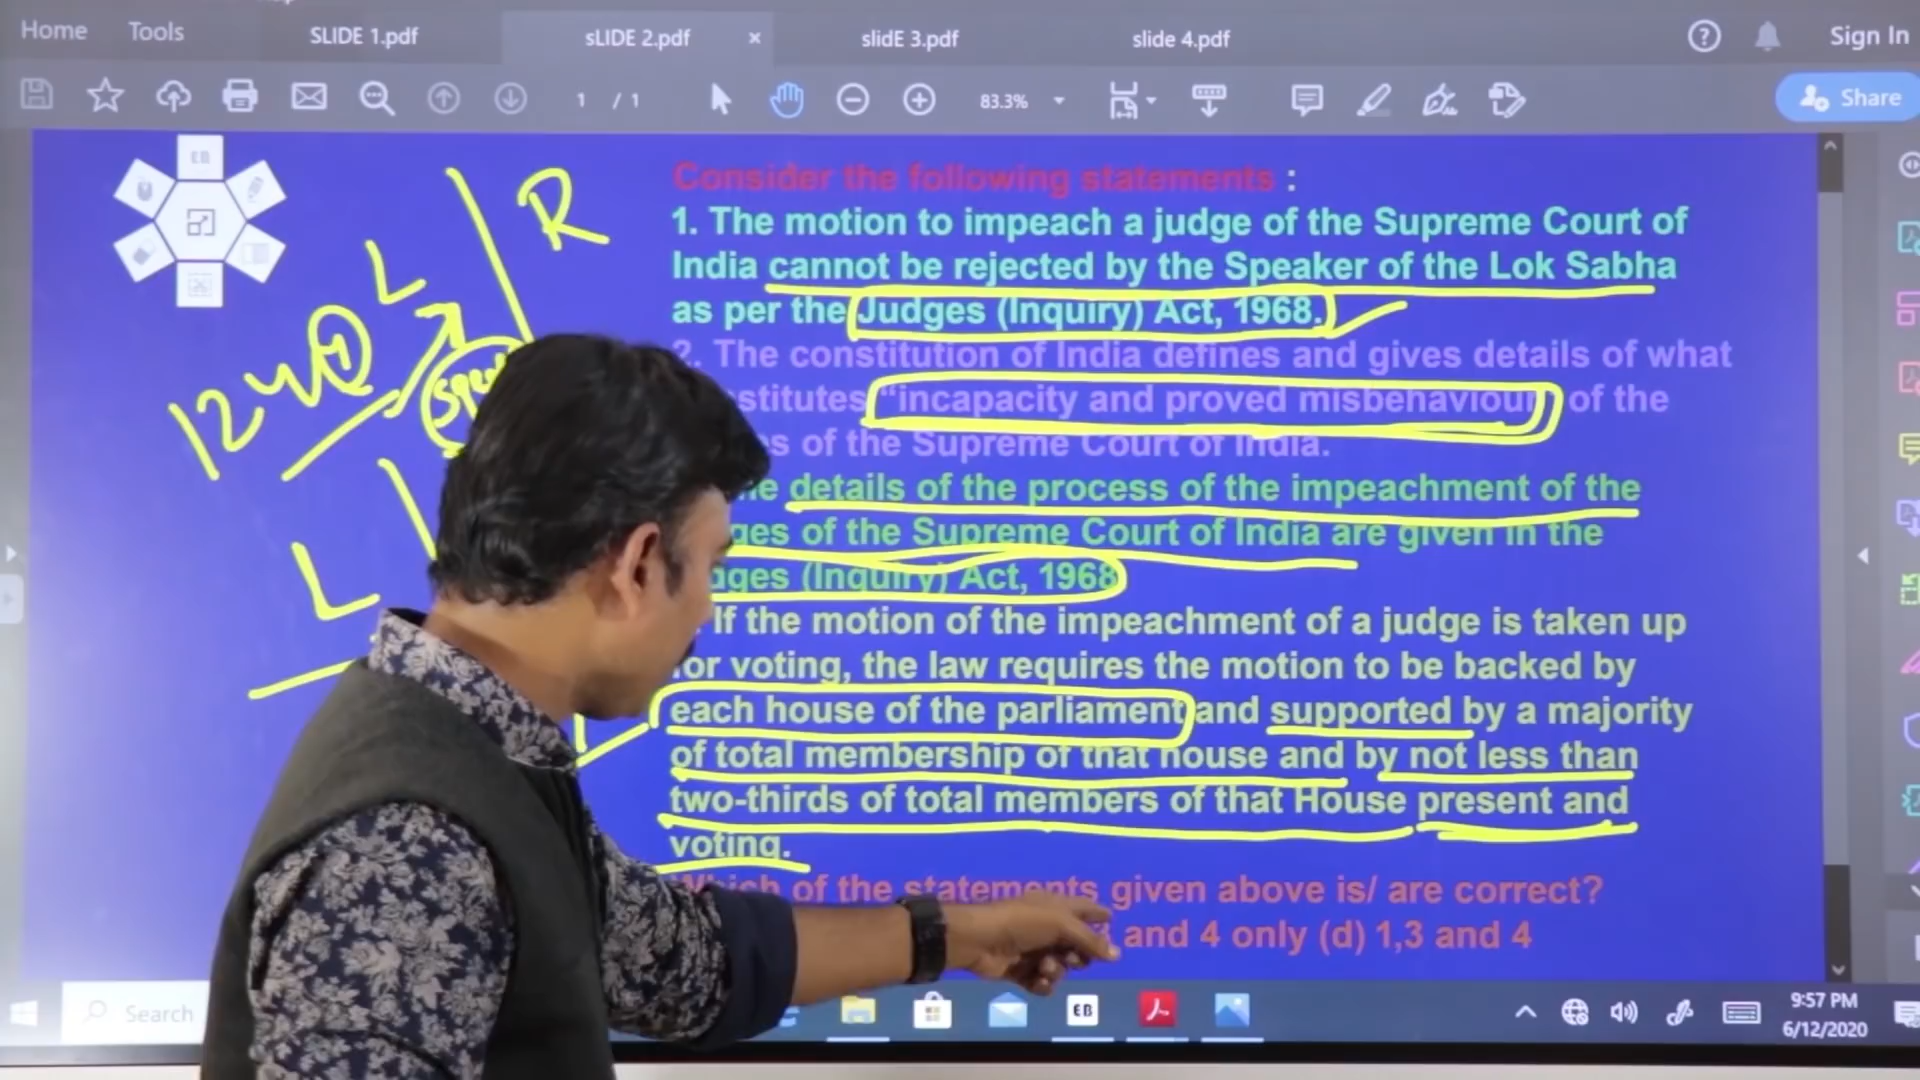 Home Tools SLIDE 1.pdf sLIDE 2.pdf × slidE 3.pdf slide 4.pdf ? Sign In
1 / 1 83.3% Share
EB
Consider the following statements :
1. The motion to impeach a judge of the Supreme Court of
India cannot be rejected by the Speaker of the Lok Sabha
as per the Judges (Inquiry) Act, 1968.
2. The constitution of India defines and gives details of what
"incapacity and proved misbehaviour of the
of the Supreme Court of India.
details of the process of the impeachment of the
of the Supreme Court of India are given in the
(Inquiry) Act, 1968
If the motion of the impeachment of a judge is taken up
for voting, the law requires the motion to be backed by
each house of the parliament and supported by a majority
of total membership of that house and by not less than
two-thirds of total members of that House present and
voting.
Which of the statements given above is/ are correct?
3 and 4 only (d) 1,3 and 4
R
L
124
4
L
Search
EB
9:57 PM
6/12/2020